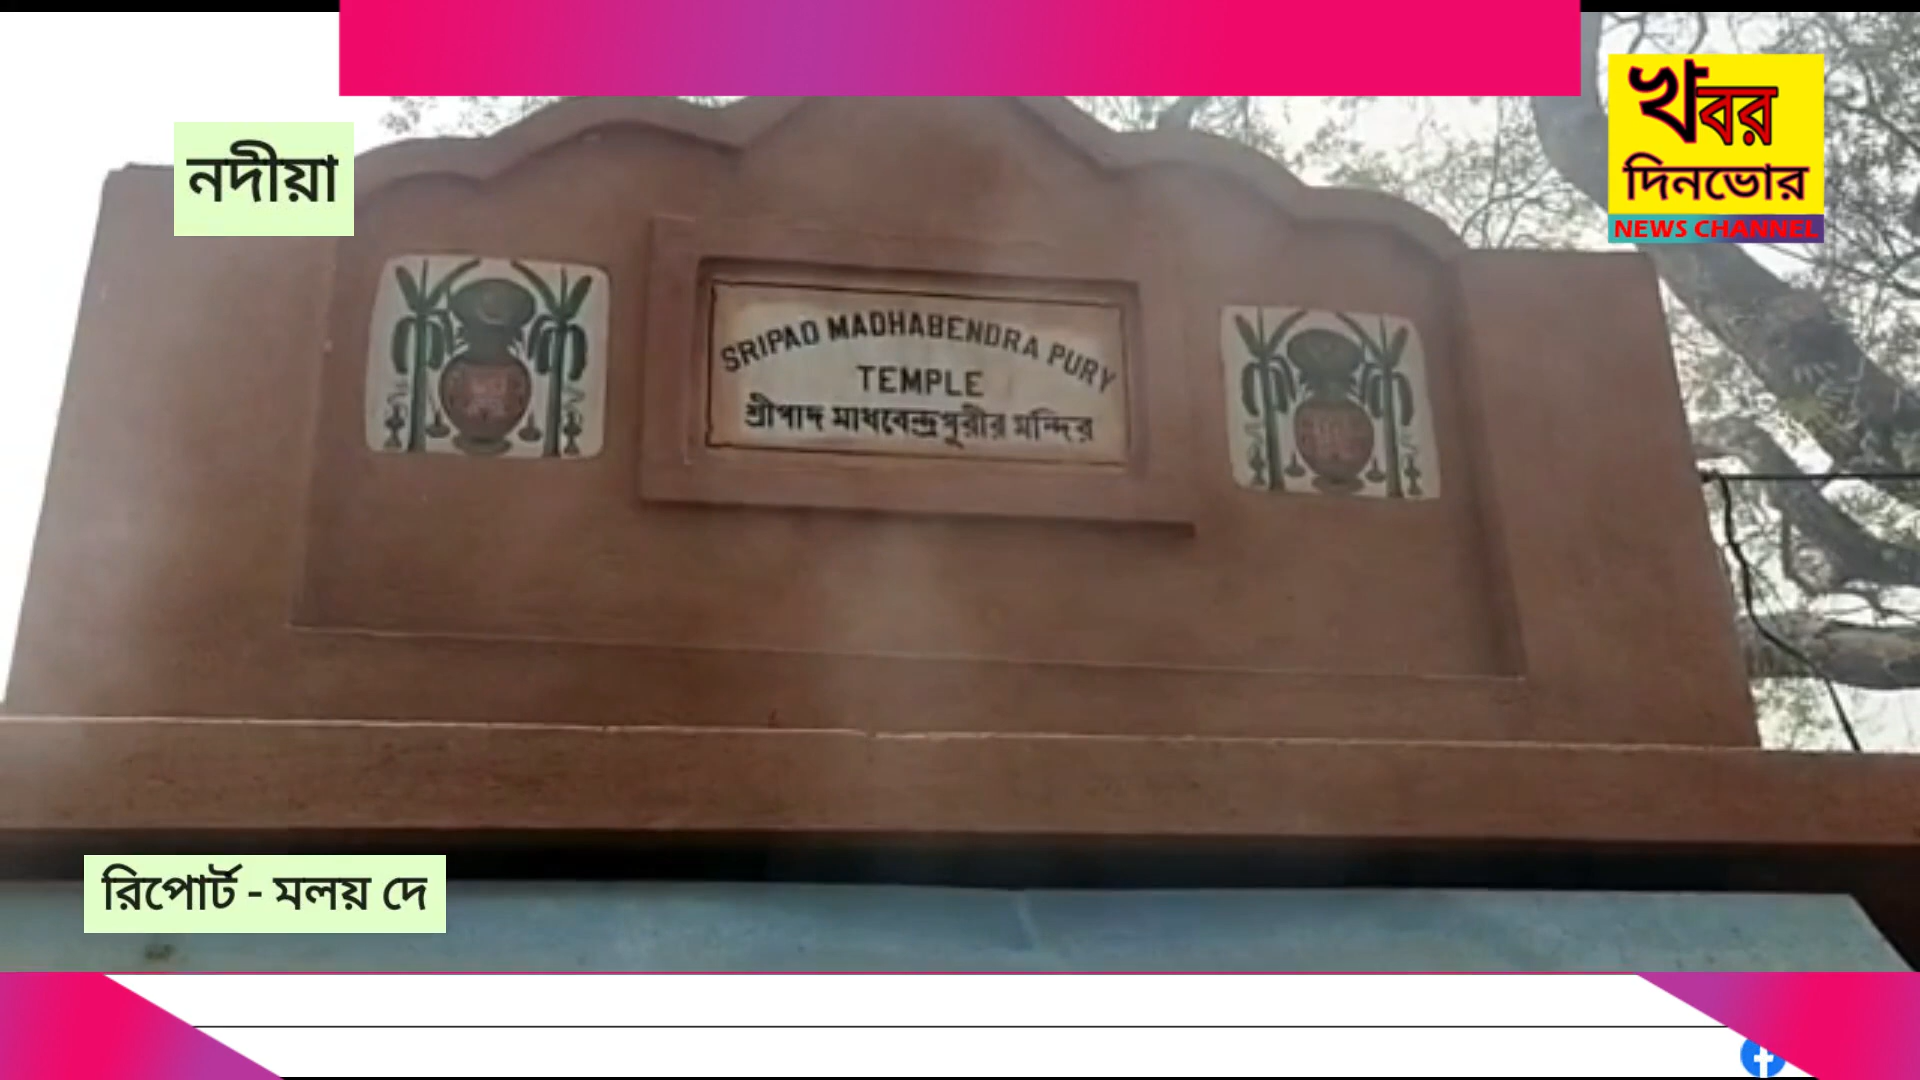 নদীয়া
খবর
দিনভোর
NEWS CHANNEL
SRIPAD MADHABENDRA PURY
TEMPLE
শ্রীপাদ মাধবেন্দ্রপুরীর মন্দির
রিপোর্ট - মলয় দে